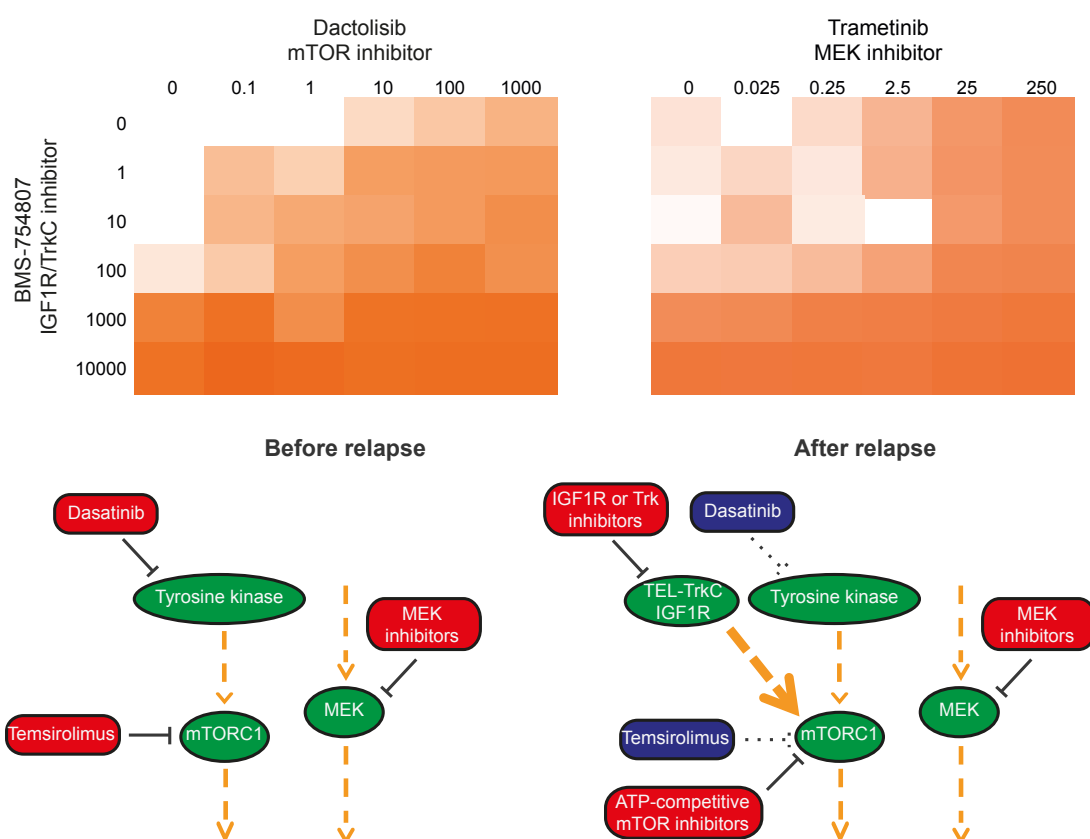 Dactolisib
mTOR inhibitor
0 0.1 1 10 100 1000
BMS-754807
IGF1R/TrkC inhibitor
0
1
10
100
1000
10000
Trametinib
MEK inhibitor
0 0.025 0.25 2.5 25 250
Before relapse
Dasatinib
Tyrosine kinase
MEK
inhibitors
MEK
Temsirolimus
mTORC1
After relapse
IGF1R or Trk
inhibitors
Dasatinib
TEL-TrkC
IGF1R
Tyrosine kinase
MEK
inhibitors
MEK
Temsirolimus
mTORC1
ATP-competitive
mTOR inhibitors